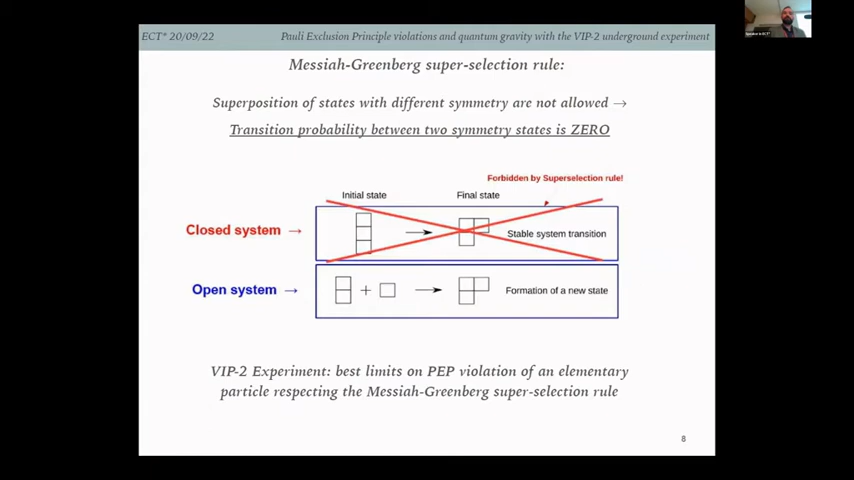 ECT* 20/09/22 Pauli Exclusion Principle violations and quantum gravity with the VIP-2 underground experiment
Messiah-Greenberg super-selection rule:
Superposition of states with different symmetry are not allowed →
Transition probability between two symmetry states is ZERO
Forbidden by Superselection rule!
Initial state Final state
Closed system → → Stable system transition
Open system → + → Formation of a new state
VIP-2 Experiment: best limits on PEP violation of an elementary
particle respecting the Messiah-Greenberg super-selection rule
8